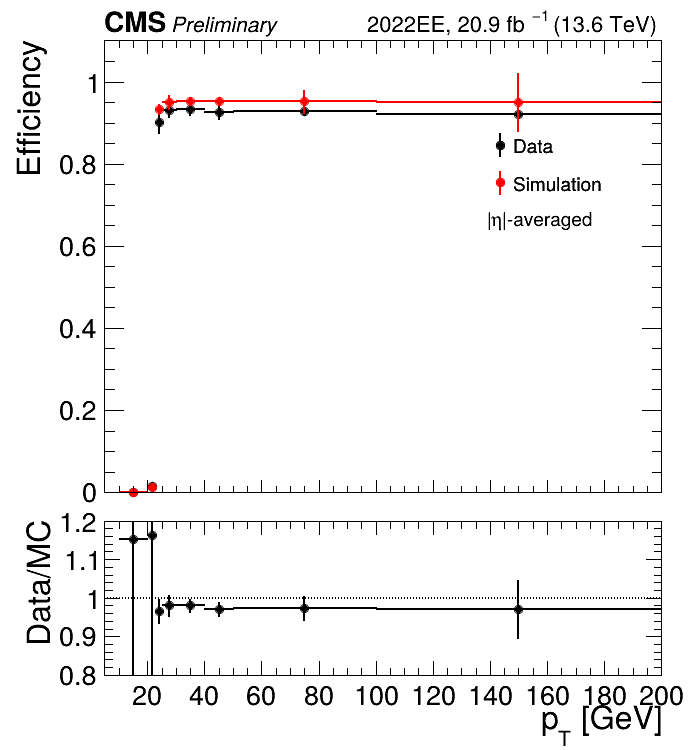 CMS Preliminary 2022EE, 20.9 fb⁻¹ (13.6 TeV)
Efficiency
1
0.8
0.6
0.4
0.2
0
Data
Simulation
|η|-averaged
Data/MC
1.2
1.1
1
0.9
0.8
20 40 60 80 100 120 140 160 180 200
p_T [GeV]